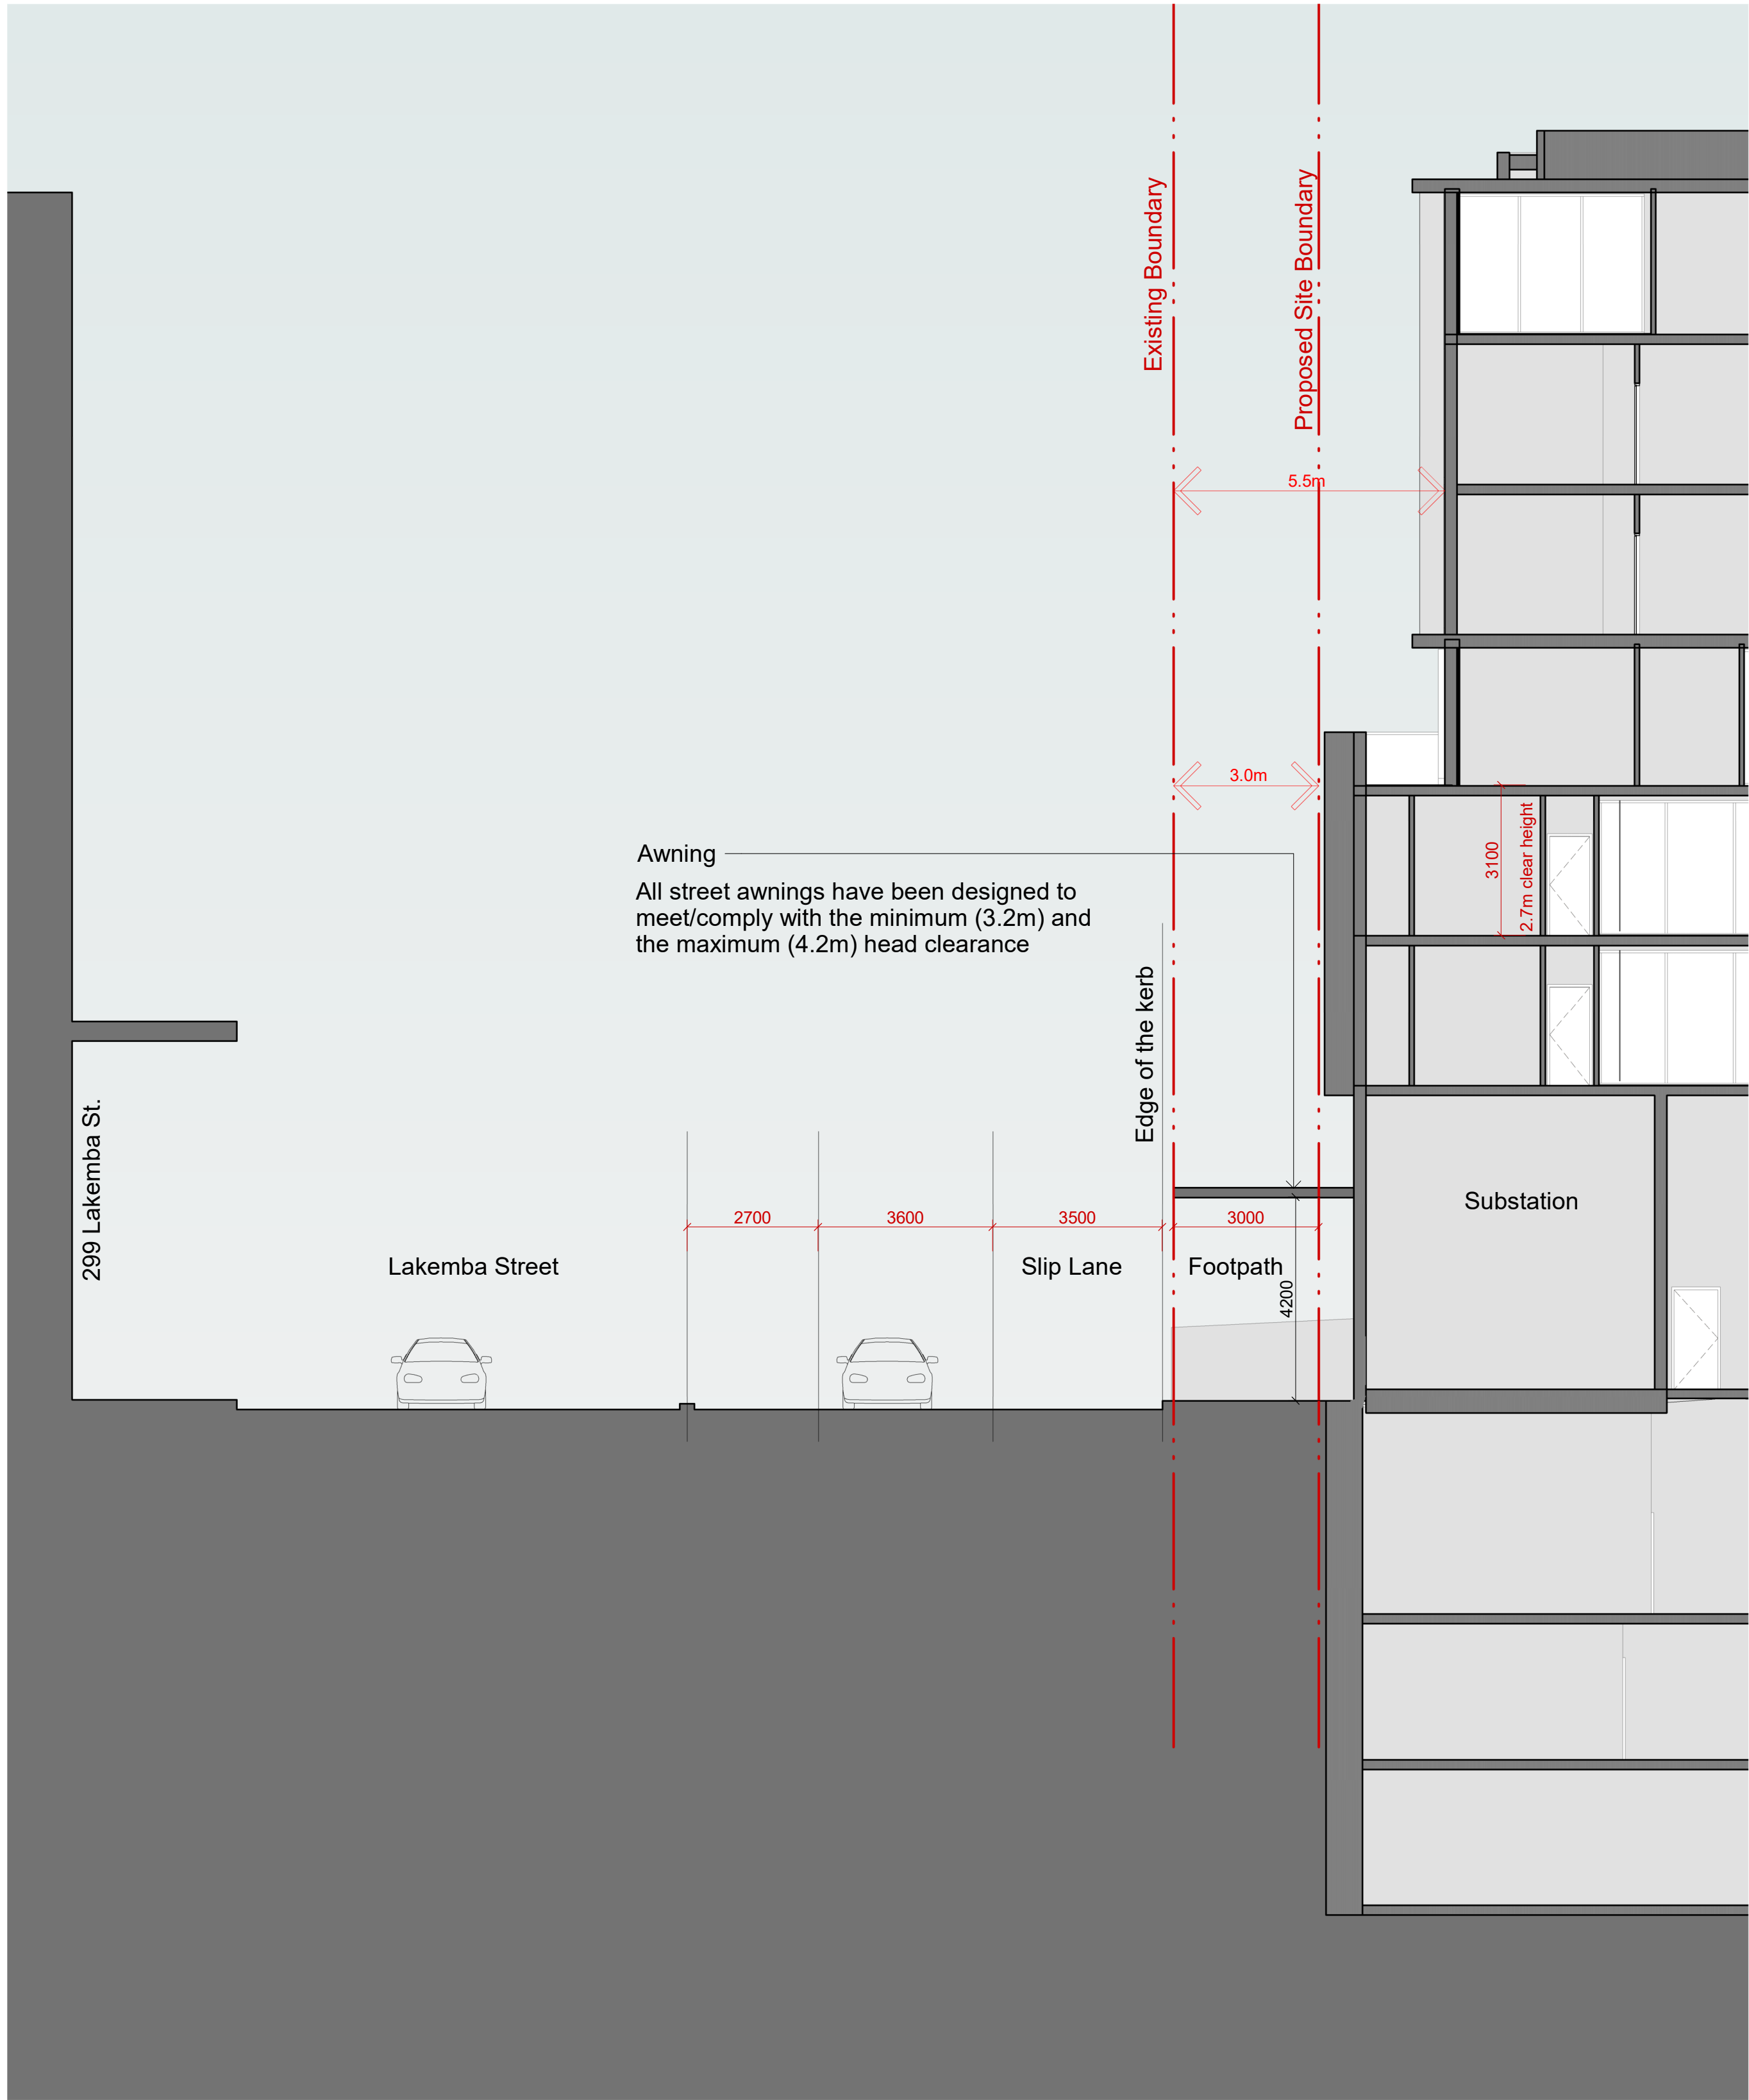 Existing Boundary
Proposed Site Boundary
5.5m
3.0m
Awning
All street awnings have been designed to
meet/comply with the minimum (3.2m) and
the maximum (4.2m) head clearance
3100
2.7m clear height
Edge of the kerb
299 Lakemba St.
Substation
2700
3600
3500
3000
Lakemba Street
Slip Lane
Footpath
4200